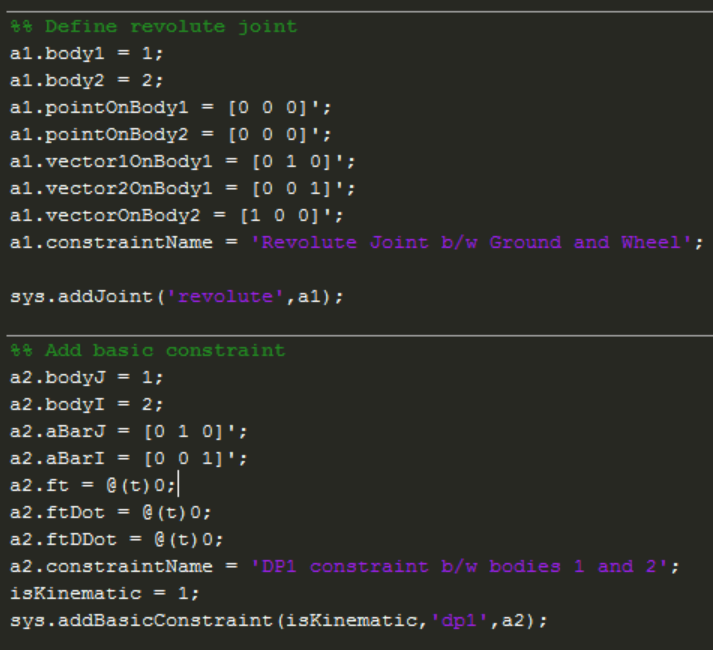 %% Define revolute joint
a1.body1 = 1;
a1.body2 = 2;
a1.pointOnBody1 = [0 0 0]';
a1.pointOnBody2 = [0 0 0]';
a1.vector1OnBody1 = [0 1 0]';
a1.vector2OnBody1 = [0 0 1]';
a1.vectorOnBody2 = [1 0 0]';
a1.constraintName = 'Revolute Joint b/w Ground and Wheel';
sys.addJoint('revolute',a1);
%% Add basic constraint
a2.bodyJ = 1;
a2.bodyI = 2;
a2.aBarJ = [0 1 0]';
a2.aBarI = [0 0 1]';
a2.ft = @(t)0;
a2.ftDot = @(t)0;
a2.ftDDot = @(t)0;
a2.constraintName = 'DP1 constraint b/w bodies 1 and 2';
isKinematic = 1;
sys.addBasicConstraint(isKinematic,'dp1',a2);